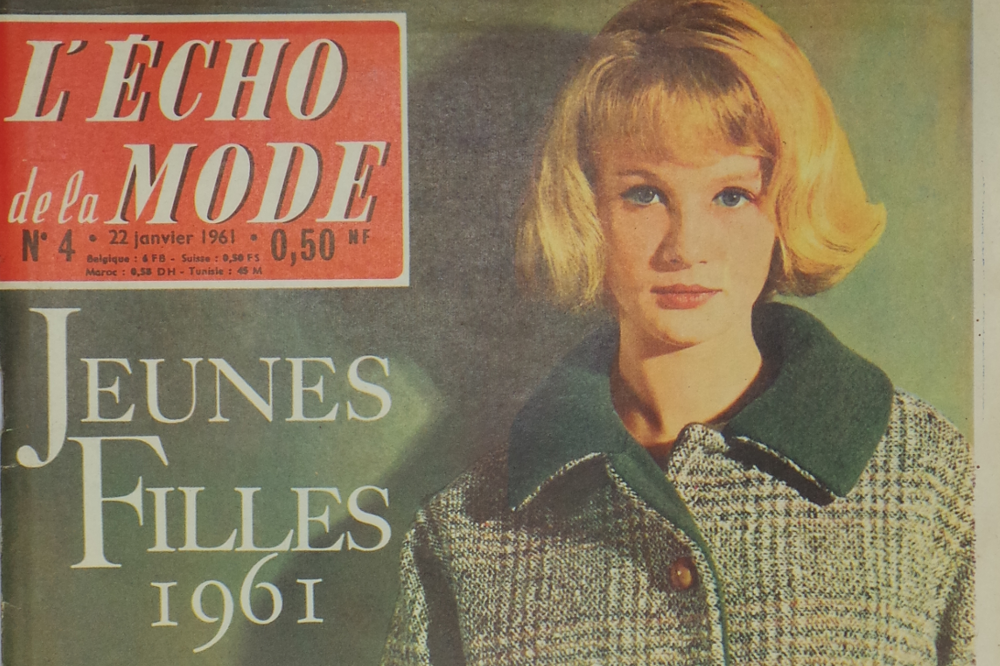 L'ÉCHO
de la MODE
N° 4 • 22 janvier 1961 • 0,50 NF
Belgique : 6 FB - Suisse : 0,50 FS
Maroc : 0,58 DH - Tunisie : 45 M
JEUNES
FILLES
1961